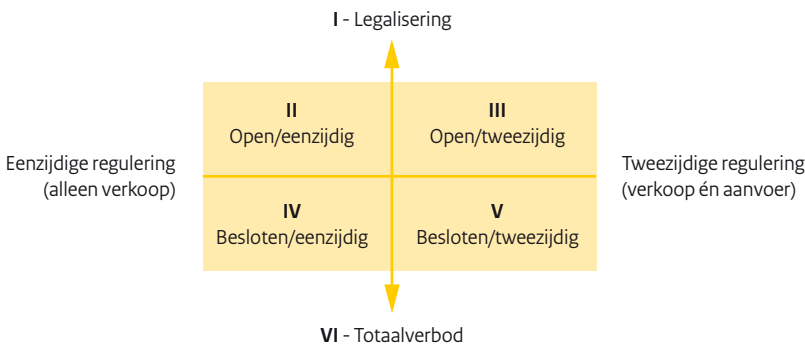 I - Legalisering
II
Open/eenzijdig
III
Open/tweezijdig
Eenzijdige regulering
(alleen verkoop)
Tweezijdige regulering
(verkoop én aanvoer)
IV
Besloten/eenzijdig
V
Besloten/tweezijdig
VI - Totaalverbod